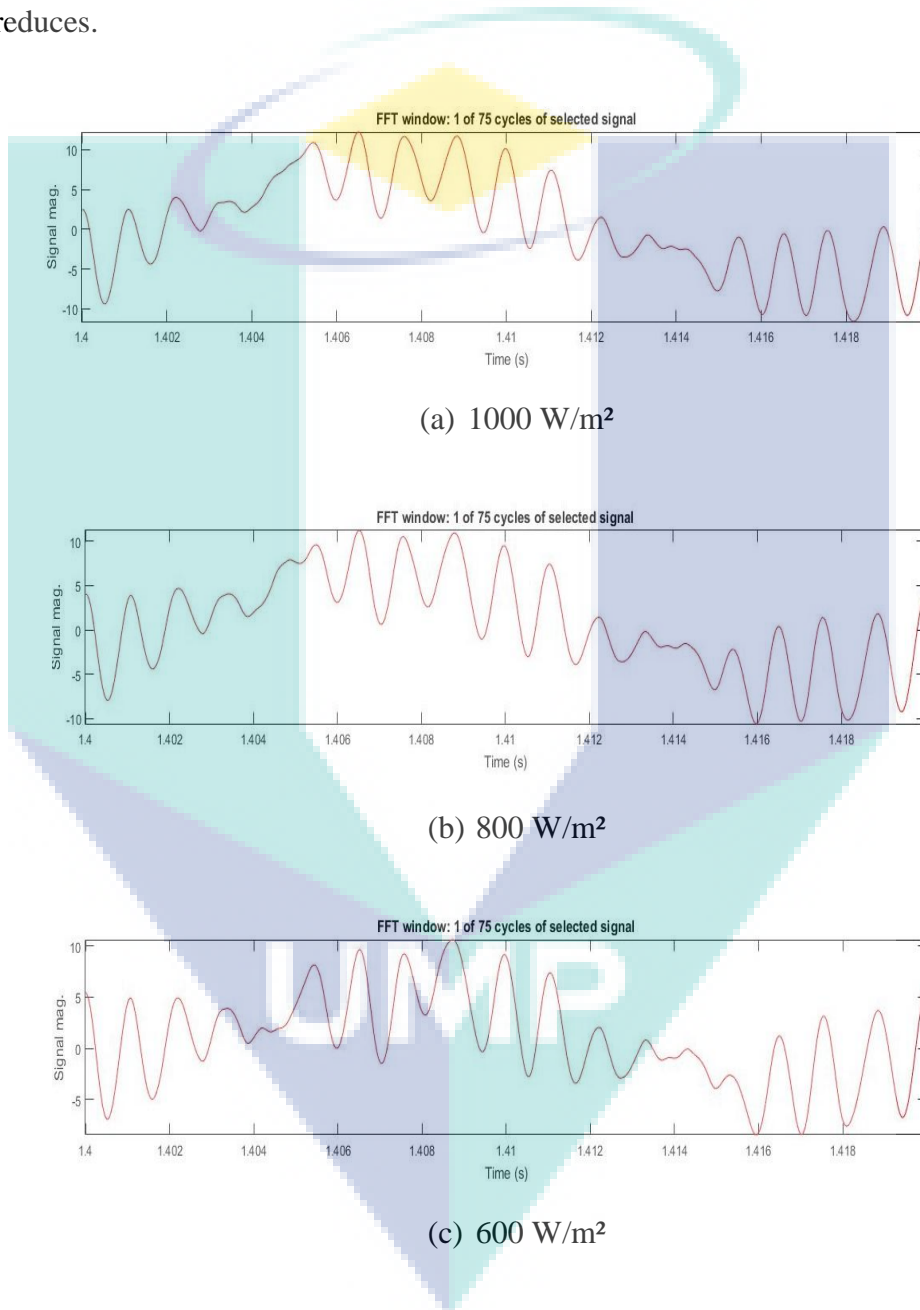 reduces.
FFT window: 1 of 75 cycles of selected signal
10
5
0
-5
-10
Signal mag.
1.4 1.402 1.404 1.406 1.408 1.41 1.412 1.414 1.416 1.418
Time (s)
(a) 1000 W/m²
FFT window: 1 of 75 cycles of selected signal
10
5
0
-5
-10
Signal mag.
1.4 1.402 1.404 1.406 1.408 1.41 1.412 1.414 1.416 1.418
Time (s)
(b) 800 W/m²
FFT window: 1 of 75 cycles of selected signal
10
5
0
-5
Signal mag.
UMP
1.4 1.402 1.404 1.406 1.408 1.41 1.412 1.414 1.416 1.418
Time (s)
(c) 600 W/m²